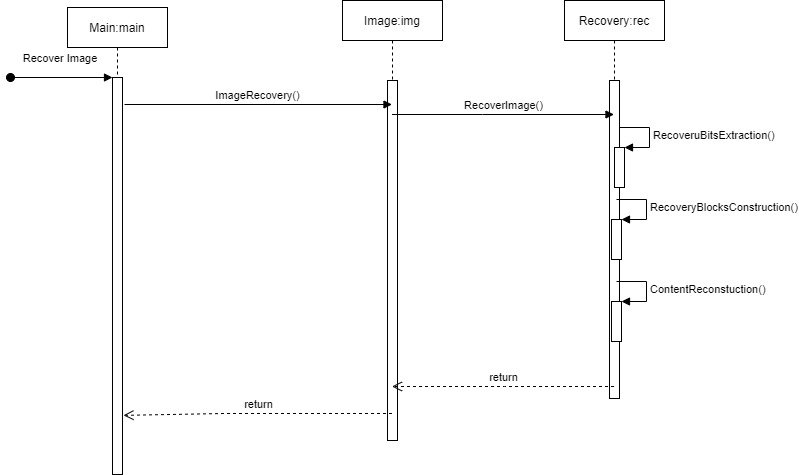 Main:main
Image:img
Recovery:rec
Recover Image
ImageRecovery()
RecoverImage()
RecoveruBitsExtraction()
RecoveryBlocksConstruction()
ContentReconstuction()
return
return